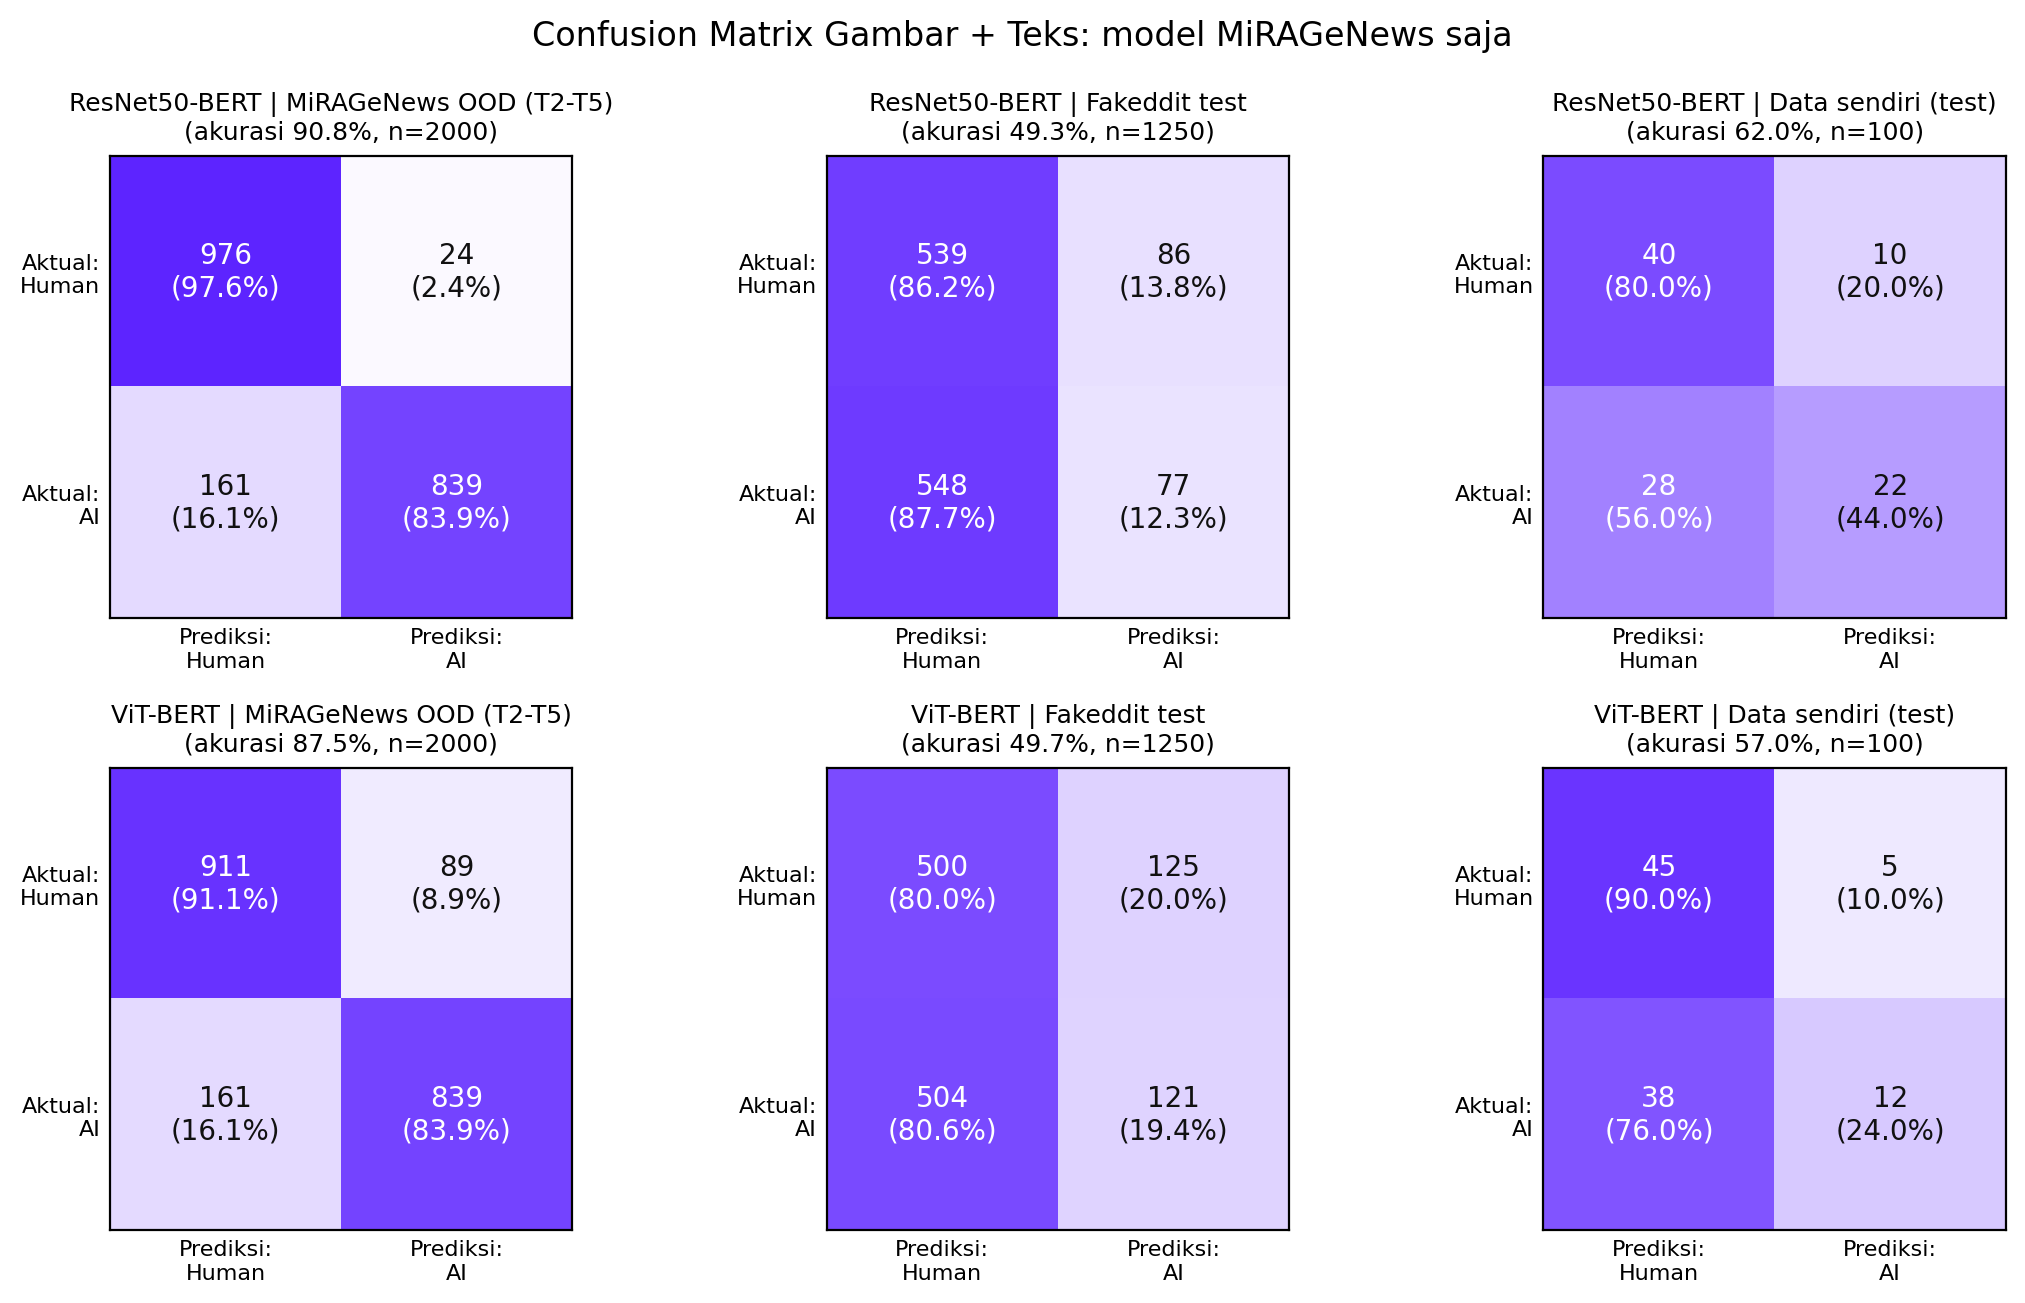 Confusion Matrix Gambar + Teks: model MiRAGeNews saja
ResNet50-BERT | MiRAGeNews OOD (T2-T5)
(akurasi 90.8%, n=2000)
Aktual:
Human
976
(97.6%)
24
(2.4%)
Aktual:
AI
161
(16.1%)
839
(83.9%)
Prediksi:
Human
Prediksi:
AI
ResNet50-BERT | Fakeddit test
(akurasi 49.3%, n=1250)
Aktual:
Human
539
(86.2%)
86
(13.8%)
Aktual:
AI
548
(87.7%)
77
(12.3%)
Prediksi:
Human
Prediksi:
AI
ResNet50-BERT | Data sendiri (test)
(akurasi 62.0%, n=100)
Aktual:
Human
40
(80.0%)
10
(20.0%)
Aktual:
AI
28
(56.0%)
22
(44.0%)
Prediksi:
Human
Prediksi:
AI
ViT-BERT | MiRAGeNews OOD (T2-T5)
(akurasi 87.5%, n=2000)
Aktual:
Human
911
(91.1%)
89
(8.9%)
Aktual:
AI
161
(16.1%)
839
(83.9%)
Prediksi:
Human
Prediksi:
AI
ViT-BERT | Fakeddit test
(akurasi 49.7%, n=1250)
Aktual:
Human
500
(80.0%)
125
(20.0%)
Aktual:
AI
504
(80.6%)
121
(19.4%)
Prediksi:
Human
Prediksi:
AI
ViT-BERT | Data sendiri (test)
(akurasi 57.0%, n=100)
Aktual:
Human
45
(90.0%)
5
(10.0%)
Aktual:
AI
38
(76.0%)
12
(24.0%)
Prediksi:
Human
Prediksi:
AI